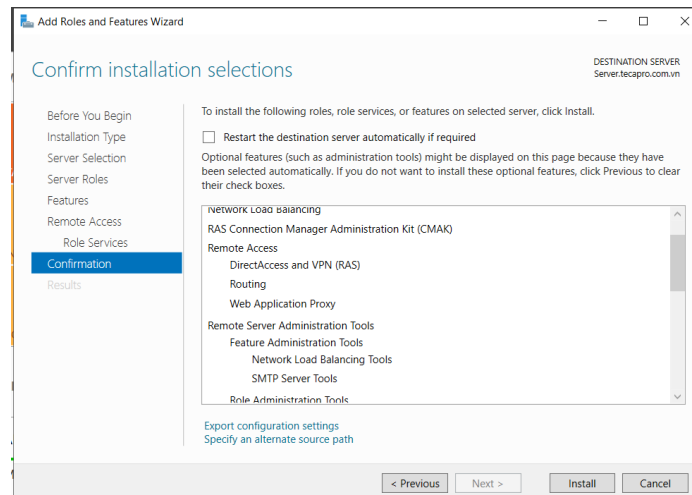 Add Roles and Features Wizard
Confirm installation selections
DESTINATION SERVER
Server.tecapro.com.vn
Before You Begin
Installation Type
Server Selection
Server Roles
Features
Remote Access
Role Services
Confirmation
Results
To install the following roles, role services, or features on selected server, click Install.
Restart the destination server automatically if required
Optional features (such as administration tools) might be displayed on this page because they have
been selected automatically. If you do not want to install these optional features, click Previous to clear
their check boxes.
Network Load Balancing
RAS Connection Manager Administration Kit (CMAK)
Remote Access
DirectAccess and VPN (RAS)
Routing
Web Application Proxy
Remote Server Administration Tools
Feature Administration Tools
Network Load Balancing Tools
SMTP Server Tools
Role Administration Tools
Export configuration settings
Specify an alternate source path
< Previous
Next >
Install
Cancel